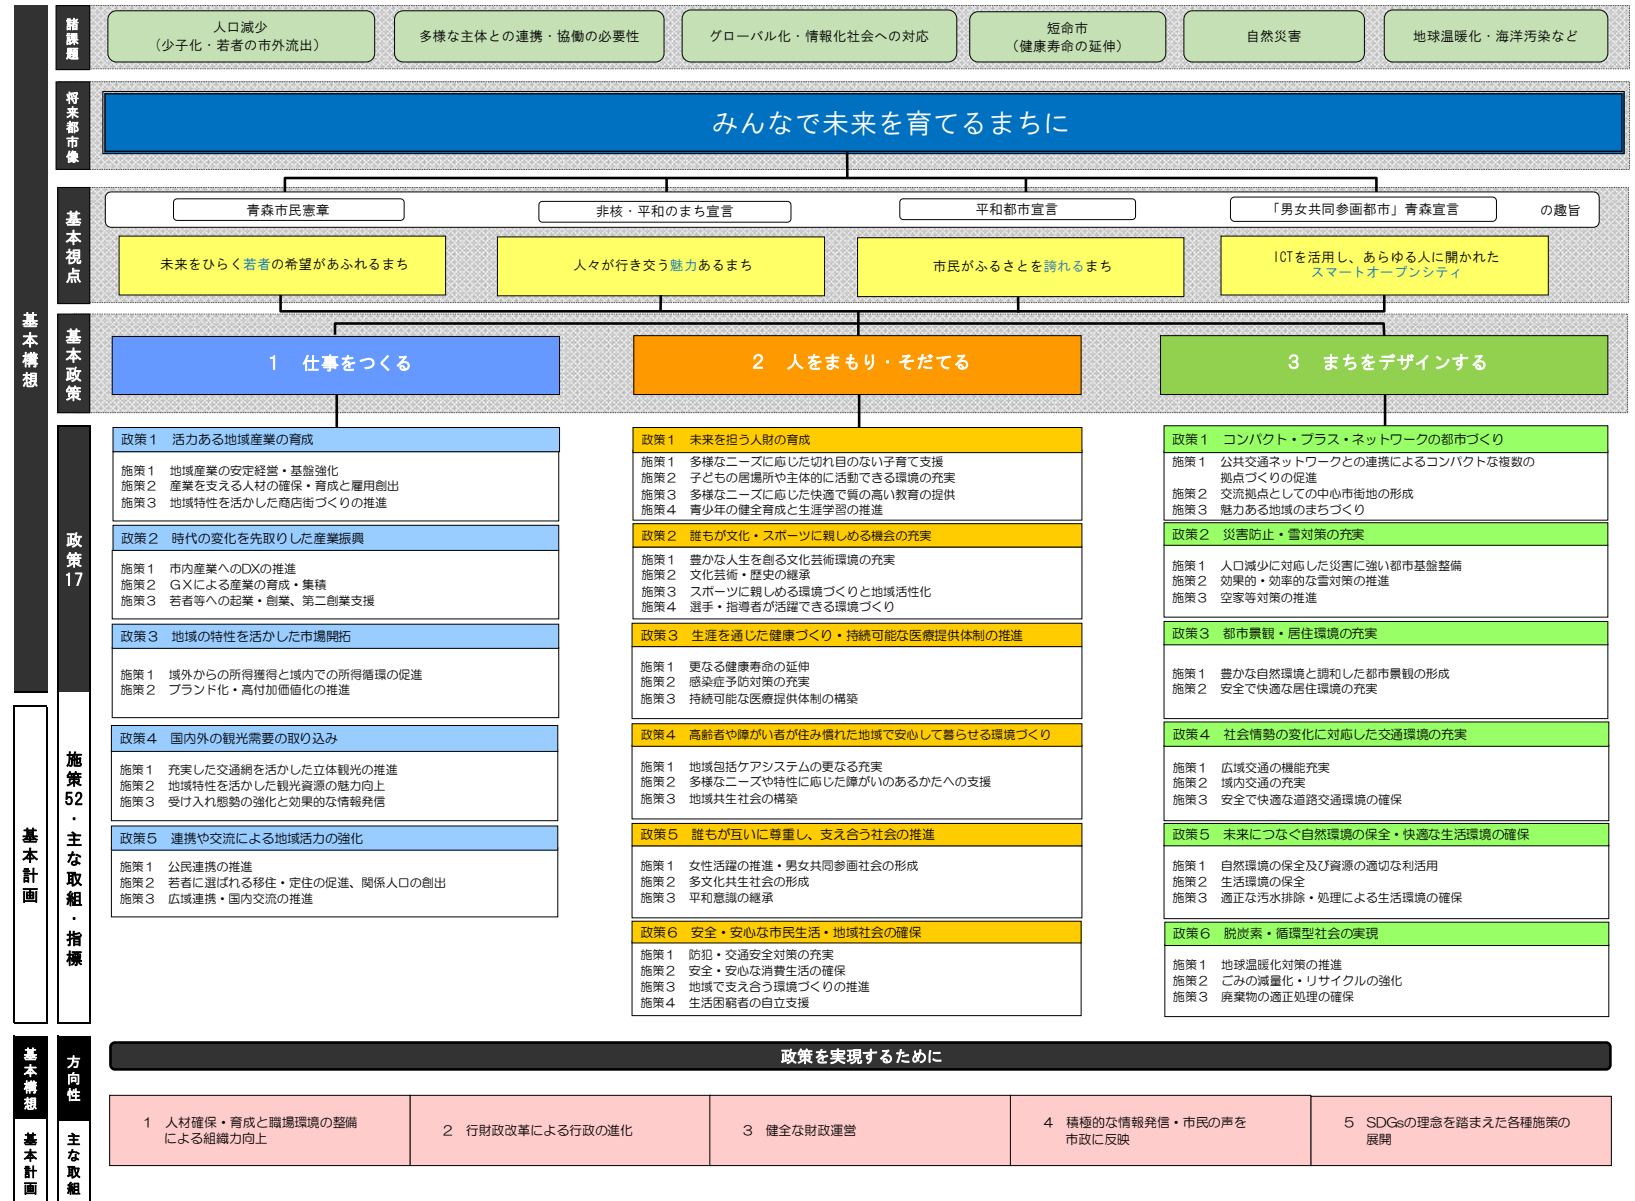 諸課題
人口減少
（少子化・若者の市外流出）
多様な主体との連携・協働の必要性
グローバル化・情報化社会への対応
短命市
（健康寿命の延伸）
自然災害
地球温暖化・海洋汚染など
将来都市像
みんなで未来を育てるまちに
基本視点
青森市民憲章
非核・平和のまち宣言
平和都市宣言
「男女共同参画都市」青森宣言
の趣旨
未来をひらく若者の希望があふれるまち
人々が行き交う魅力あるまち
市民がふるさとを誇れるまち
ICTを活用し、あらゆる人に開かれた
スマートオープンシティ
基本構想
基本政策
1　仕事をつくる
2　人をまもり・そだてる
3　まちをデザインする
政策17
政策1　活力ある地域産業の育成
施策1　地域産業の安定経営・基盤強化
施策2　産業を支える人材の確保・育成と雇用創出
施策3　地域特性を活かした商店街づくりの推進
政策2　時代の変化を先取りした産業振興
施策1　市内産業へのDXの推進
施策2　GXによる産業の育成・集積
施策3　若者等への起業・創業、第二創業支援
政策3　地域の特性を活かした市場開拓
施策1　域外からの所得獲得と域内での所得循環の促進
施策2　ブランド化・高付加価値化の推進
政策4　国内外の観光需要の取り込み
施策1　充実した交通網を活かした立体観光の推進
施策2　地域特性を活かした観光資源の魅力向上
施策3　受け入れ態勢の強化と効果的な情報発信
政策5　連携や交流による地域活力の強化
施策1　公民連携の推進
施策2　若者に選ばれる移住・定住の促進、関係人口の創出
施策3　広域連携・国内交流の推進
政策1　未来を担う人財の育成
施策1　多様なニーズに応じた切れ目のない子育て支援
施策2　子どもの居場所や主体的に活動できる環境の充実
施策3　多様なニーズに応じた快適で質の高い教育の提供
施策4　青少年の健全育成と生涯学習の推進
政策2　誰もが文化・スポーツに親しめる機会の充実
施策1　豊かな人生を創る文化芸術環境の充実
施策2　文化芸術・歴史の継承
施策3　スポーツに親しめる環境づくりと地域活性化
施策4　選手・指導者が活躍できる環境づくり
政策3　生涯を通じた健康づくり・持続可能な医療提供体制の推進
施策1　更なる健康寿命の延伸
施策2　感染症予防対策の充実
施策3　持続可能な医療提供体制の構築
政策4　高齢者や障がい者が住み慣れた地域で安心して暮らせる環境づくり
施策1　地域包括ケアシステムの更なる充実
施策2　多様なニーズや特性に応じた障がいのあるかたへの支援
施策3　地域共生社会の構築
政策5　誰もが互いに尊重し、支え合う社会の推進
施策1　女性活躍の推進・男女共同参画社会の形成
施策2　多文化共生社会の形成
施策3　平和意識の継承
政策6　安全・安心な市民生活・地域社会の確保
施策1　防犯・交通安全対策の充実
施策2　安全・安心な消費生活の確保
施策3　地域で支え合う環境づくりの推進
施策4　生活困窮者の自立支援
政策1　コンパクト・プラス・ネットワークの都市づくり
施策1　公共交通ネットワークとの連携によるコンパクトな複数の
拠点づくりの促進
施策2　交流拠点としての中心市街地の形成
施策3　魅力ある地域のまちづくり
政策2　災害防止・雪対策の充実
施策1　人口減少に対応した災害に強い都市基盤整備
施策2　効果的・効率的な雪対策の推進
施策3　空家等対策の推進
政策3　都市景観・居住環境の充実
施策1　豊かな自然環境と調和した都市景観の形成
施策2　安全で快適な居住環境の充実
政策4　社会情勢の変化に対応した交通環境の充実
施策1　広域交通の機能充実
施策2　域内交通の充実
施策3　安全で快適な道路交通環境の確保
政策5　未来につなぐ自然環境の保全・快適な生活環境の確保
施策1　自然環境の保全及び資源の適切な利活用
施策2　生活環境の保全
施策3　適正な汚水排除・処理による生活環境の確保
政策6　脱炭素・循環型社会の実現
施策1　地球温暖化対策の推進
施策2　ごみの減量化・リサイクルの強化
施策3　廃棄物の適正処理の確保
基本計画
施策52・主な取組・指標
基本構想
方向性
政策を実現するために
基本計画
主な取組
1　人材確保・育成と職場環境の整備
による組織力向上
2　行財政改革による行政の進化
3　健全な財政運営
4　積極的な情報発信・市民の声を
市政に反映
5　SDGsの理念を踏まえた各種施策の
展開